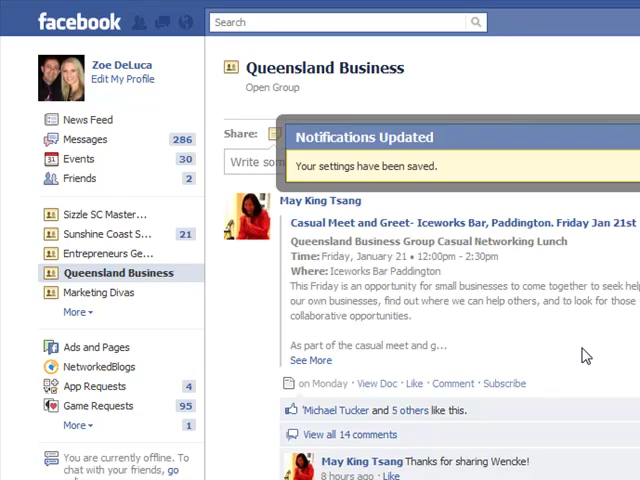 facebook
Search
Zoe DeLuca
Edit My Profile
News Feed
Messages 286
Events 30
Friends 2
Sizzle SC Master...
Sunshine Coast S... 21
Entrepreneurs Ge...
Queensland Business
Marketing Divas
More
Ads and Pages
NetworkedBlogs
App Requests 4
Game Requests 95
More 1
You are currently offline. To
chat with your friends, go
Queensland Business
Open Group
Share:
Write som
Notifications Updated
Your settings have been saved.
May King Tsang
Casual Meet and Greet- Iceworks Bar, Paddington. Friday Jan 21st
Queensland Business Group Casual Networking Lunch
Time: Friday, January 21 • 12:00pm - 2:30pm
Where: Iceworks Bar Paddington
This Friday is an opportunity for small businesses to come together to seek hel
our own businesses, find out where we can help others, and to look for those
collaborative opportunities.
As part of the casual meet and g...
See More
on Monday · View Doc · Like · Comment · Subscribe
'Michael Tucker and 5 others like this.
View all 14 comments
May King Tsang Thanks for sharing Wencke!
8 hours ago · Like